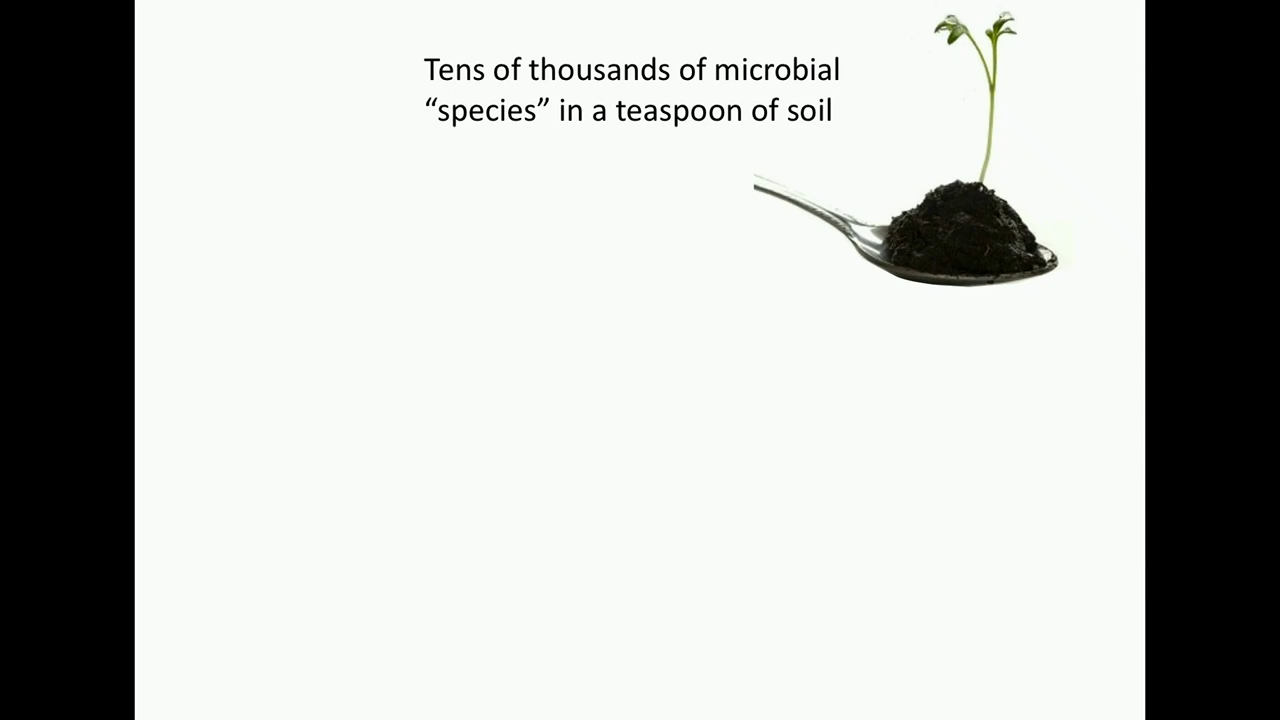 Tens of thousands of microbial
“species” in a teaspoon of soil